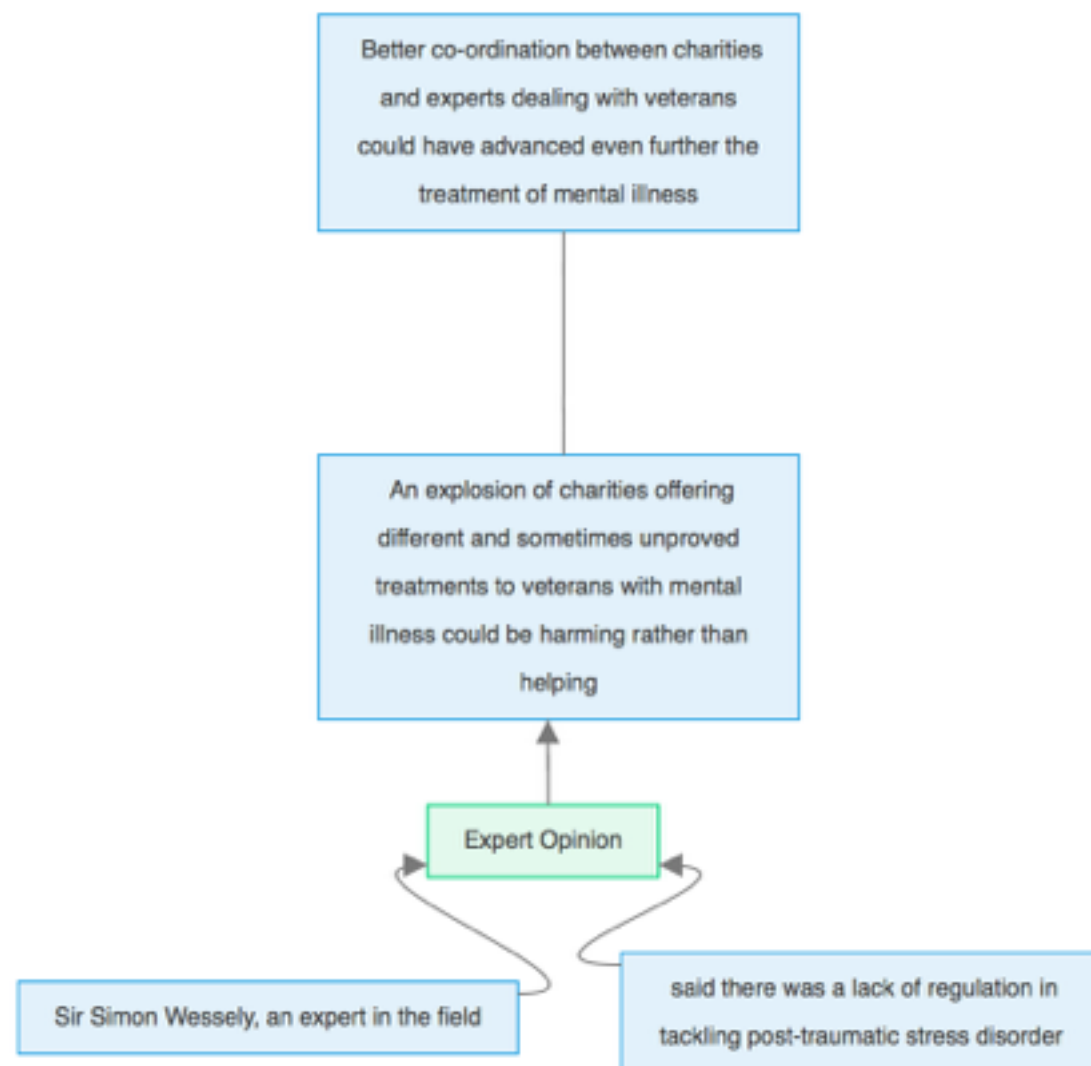 Better co-ordination between charities
and experts dealing with veterans
could have advanced even further the
treatment of mental illness
An explosion of charities offering
different and sometimes unproved
treatments to veterans with mental
illness could be harming rather than
helping
Expert Opinion
Sir Simon Wessely, an expert in the field
said there was a lack of regulation in
tackling post-traumatic stress disorder